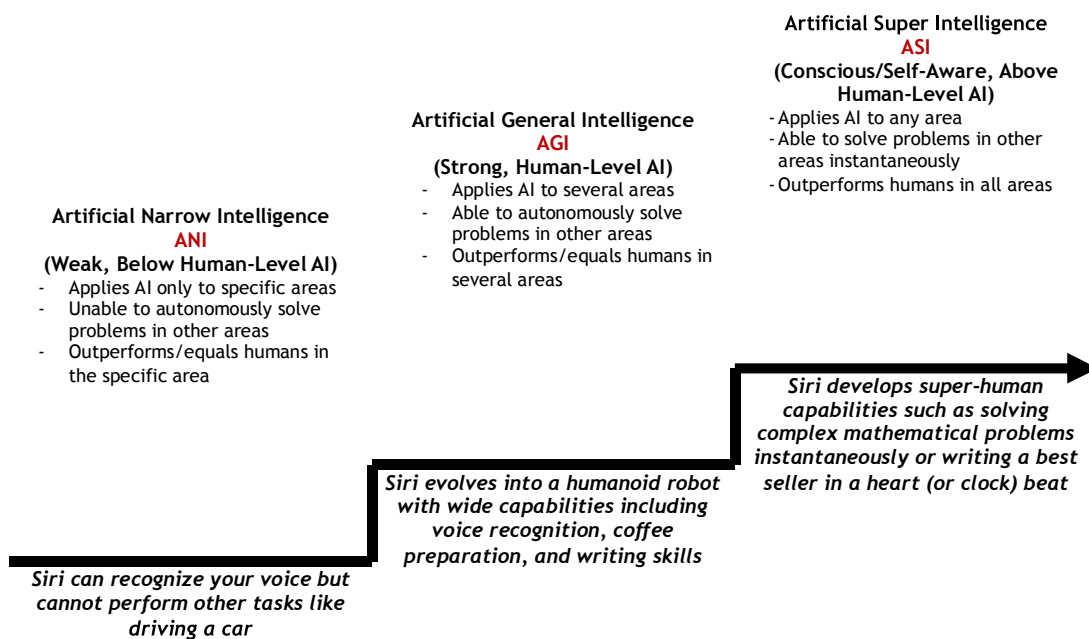 Artificial Narrow Intelligence
ANI
(Weak, Below Human-Level AI)
- Applies AI only to specific areas
- Unable to autonomously solve
problems in other areas
- Outperforms/equals humans in
the specific area
Siri can recognize your voice but
cannot perform other tasks like
driving a car
Artificial General Intelligence
AGI
(Strong, Human-Level AI)
- Applies AI to several areas
- Able to autonomously solve
problems in other areas
- Outperforms/equals humans in
several areas
Siri evolves into a humanoid robot
with wide capabilities including
voice recognition, coffee
preparation, and writing skills
Artificial Super Intelligence
ASI
(Conscious/Self-Aware, Above
Human-Level AI)
- Applies AI to any area
- Able to solve problems in other
areas instantaneously
- Outperforms humans in all areas
Siri develops super-human
capabilities such as solving
complex mathematical problems
instantaneously or writing a best
seller in a heart (or clock) beat